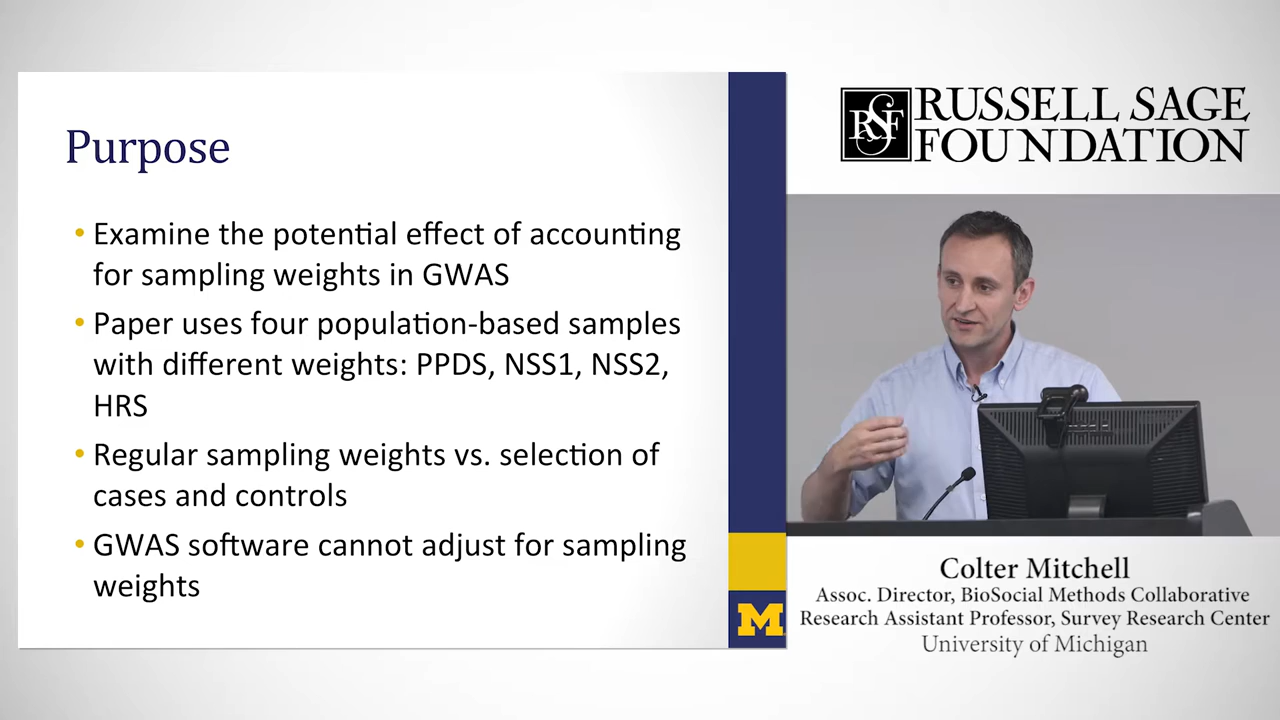 Purpose
• Examine the potential effect of accounting
for sampling weights in GWAS
• Paper uses four population-based samples
with different weights: PPDS, NSS1, NSS2,
HRS
• Regular sampling weights vs. selection of
cases and controls
• GWAS software cannot adjust for sampling
weights
M
RSF
RUSSELL SAGE
FOUNDATION
Colter Mitchell
Assoc. Director, BioSocial Methods Collaborative
Research Assistant Professor, Survey Research Center
University of Michigan